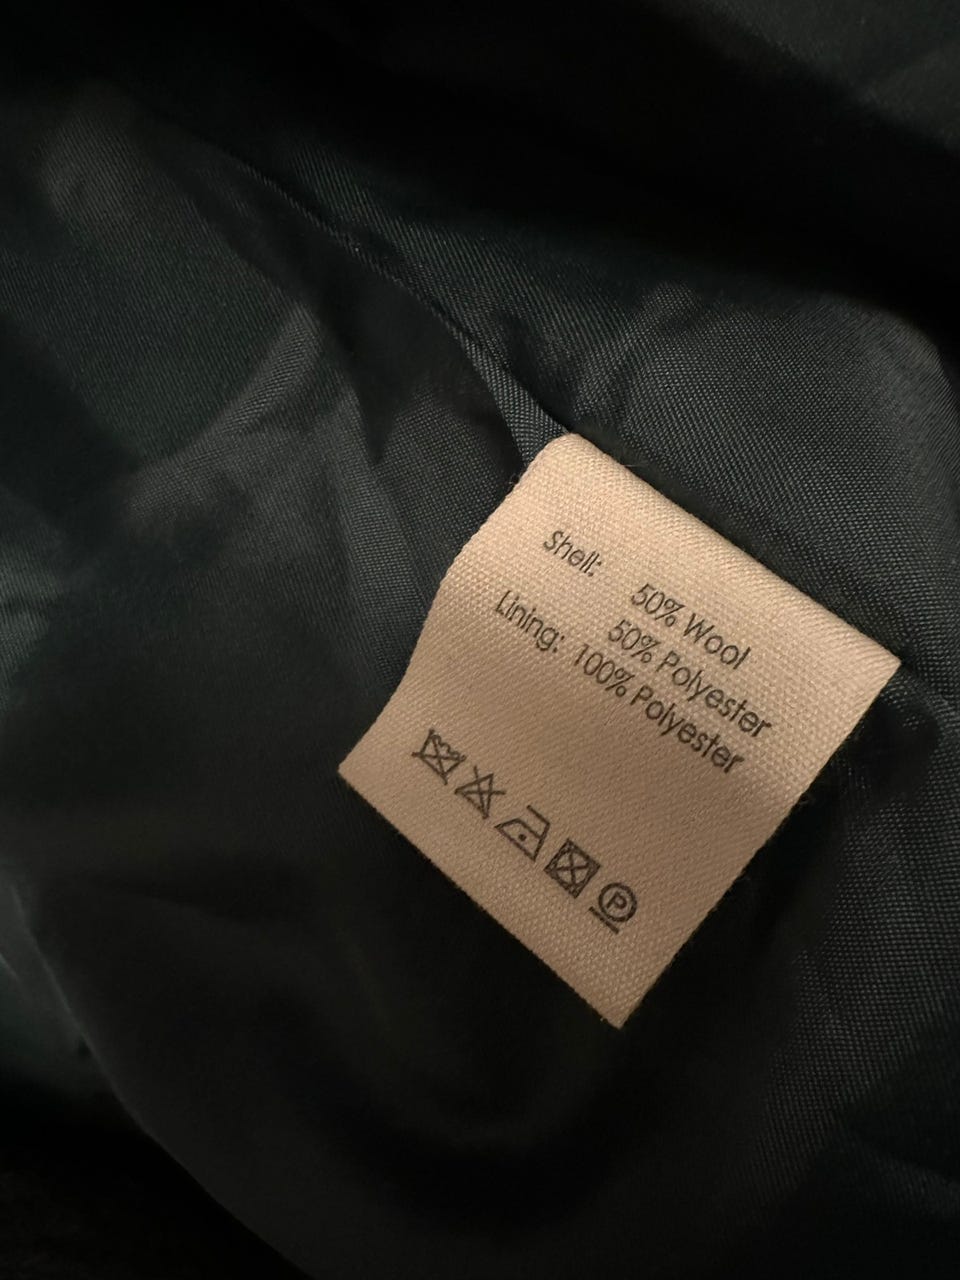 Shell: 50% Wool
50% Polyester
Lining: 100% Polyester
P